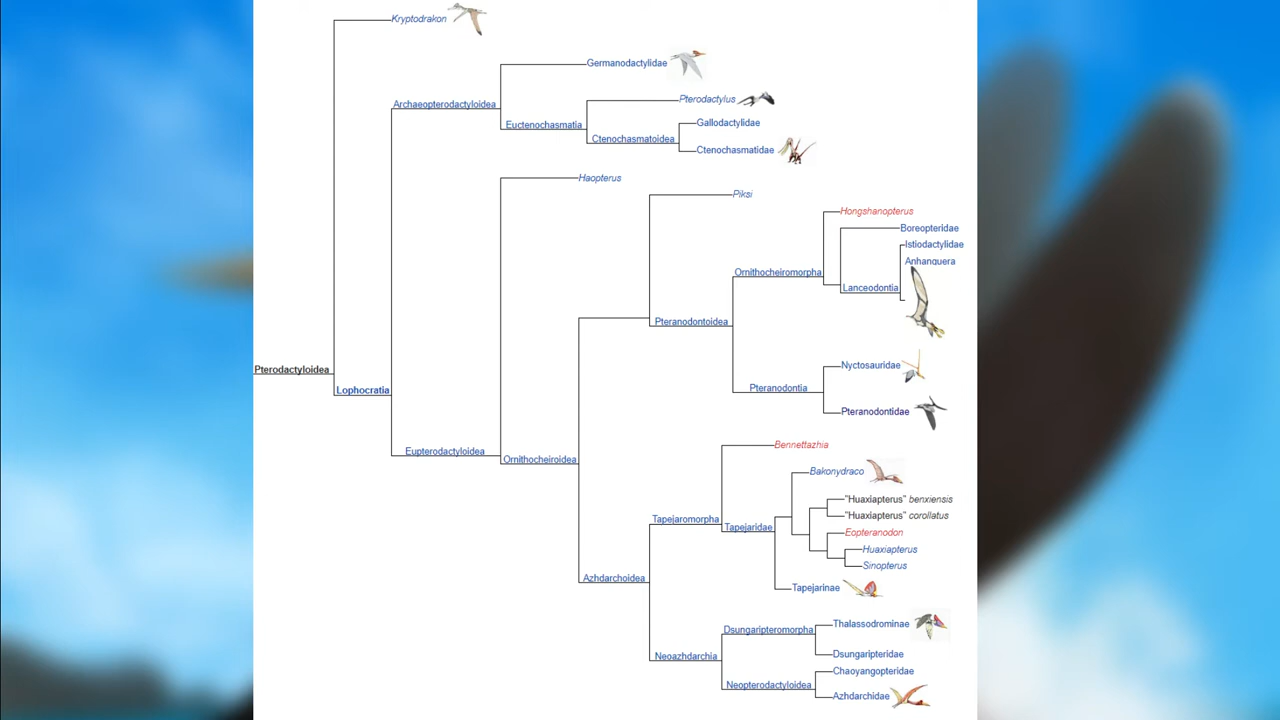 Kryptodrakon
Germanodactylidae
Pterodactylus
Archaeopterodactyloidea
Gallodactylidae
Euctenochasmatia
Ctenochasmatoidea
Ctenochasmatidae
Haopterus
Piksi
Hongshanopterus
Boreopteridae
Istiodactylidae
Anhanguera
Ornithocheiromorpha
Lanceodontia
Pteranodontoidea
Nyctosauridae
Pterodactyloidea
Lophocratia
Pteranodontia
Pteranodontidae
Bennettazhia
Eupterodactyloidea
Ornithocheiroidea
Bakonydraco
"Huaxiapterus" benxiensis
"Huaxiapterus" corollatus
Tapejaromorpha
Tapejaridae
Eopteranodon
Huaxiapterus
Sinopterus
Azhdarchoidea
Tapejarinae
Thalassodrominae
Dsungaripteromorpha
Dsungaripteridae
Neoazhdarchia
Chaoyangopteridae
Neopterodactyloidea
Azhdarchidae